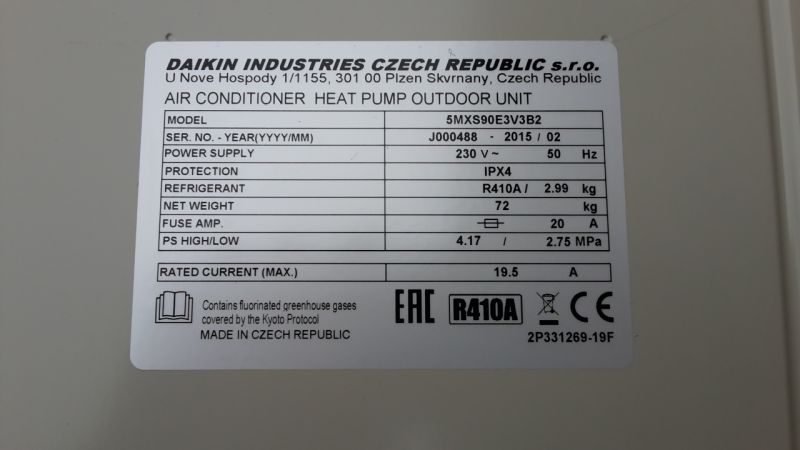 DAIKIN INDUSTRIES CZECH REPUBLIC s.r.o.
U Nove Hospody 1/1155, 301 00 Plzen Skvrnany, Czech Republic
AIR CONDITIONER HEAT PUMP OUTDOOR UNIT
MODEL 5MXS90E3V3B2
SER. NO. - YEAR(YYYY/MM) J000488 - 2015 / 02
POWER SUPPLY 230 V ~ 50 Hz
PROTECTION IPX4
REFRIGERANT R410A / 2.99 kg
NET WEIGHT 72 kg
FUSE AMP. 20 A
PS HIGH/LOW 4.17 / 2.75 MPa
RATED CURRENT (MAX.) 19.5 A
Contains fluorinated greenhouse gases
covered by the Kyoto Protocol
MADE IN CZECH REPUBLIC
EAC R410A CE
2P331269-19F